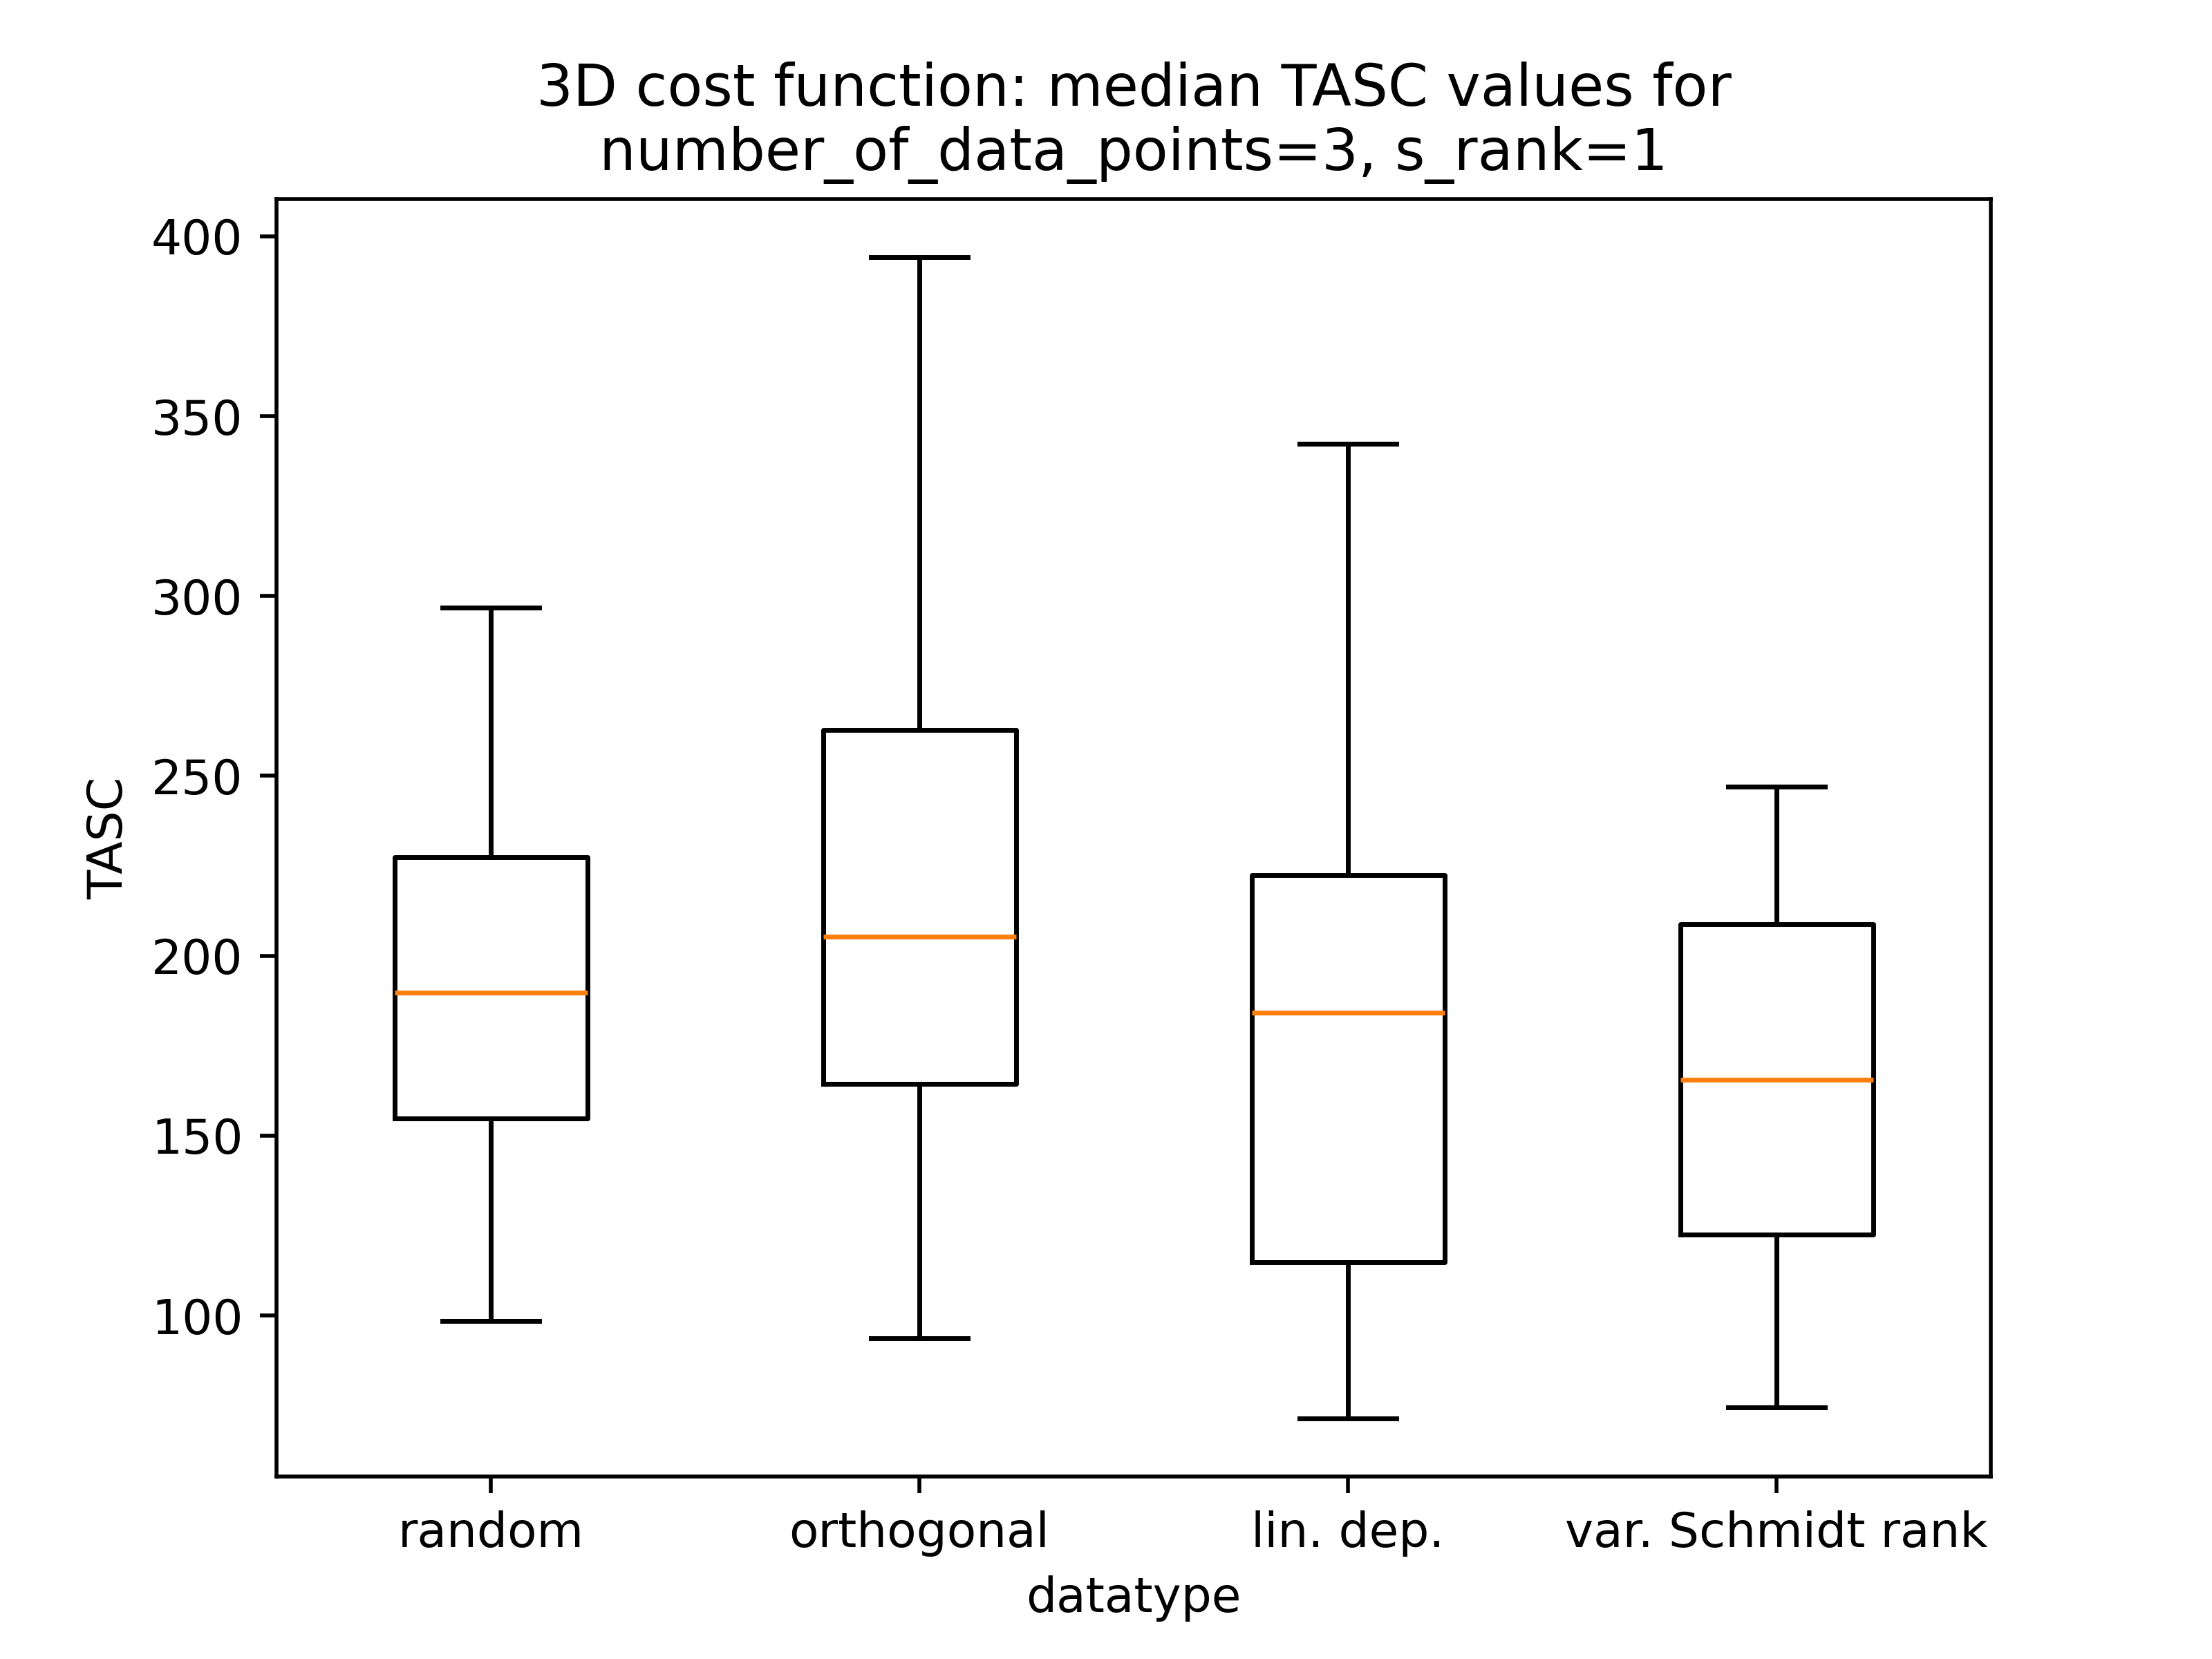 3D cost function: median TASC values for
number_of_data_points=3, s_rank=1
400
350
300
250
200
150
100
TASC
random
orthogonal
lin. dep.
var. Schmidt rank
datatype